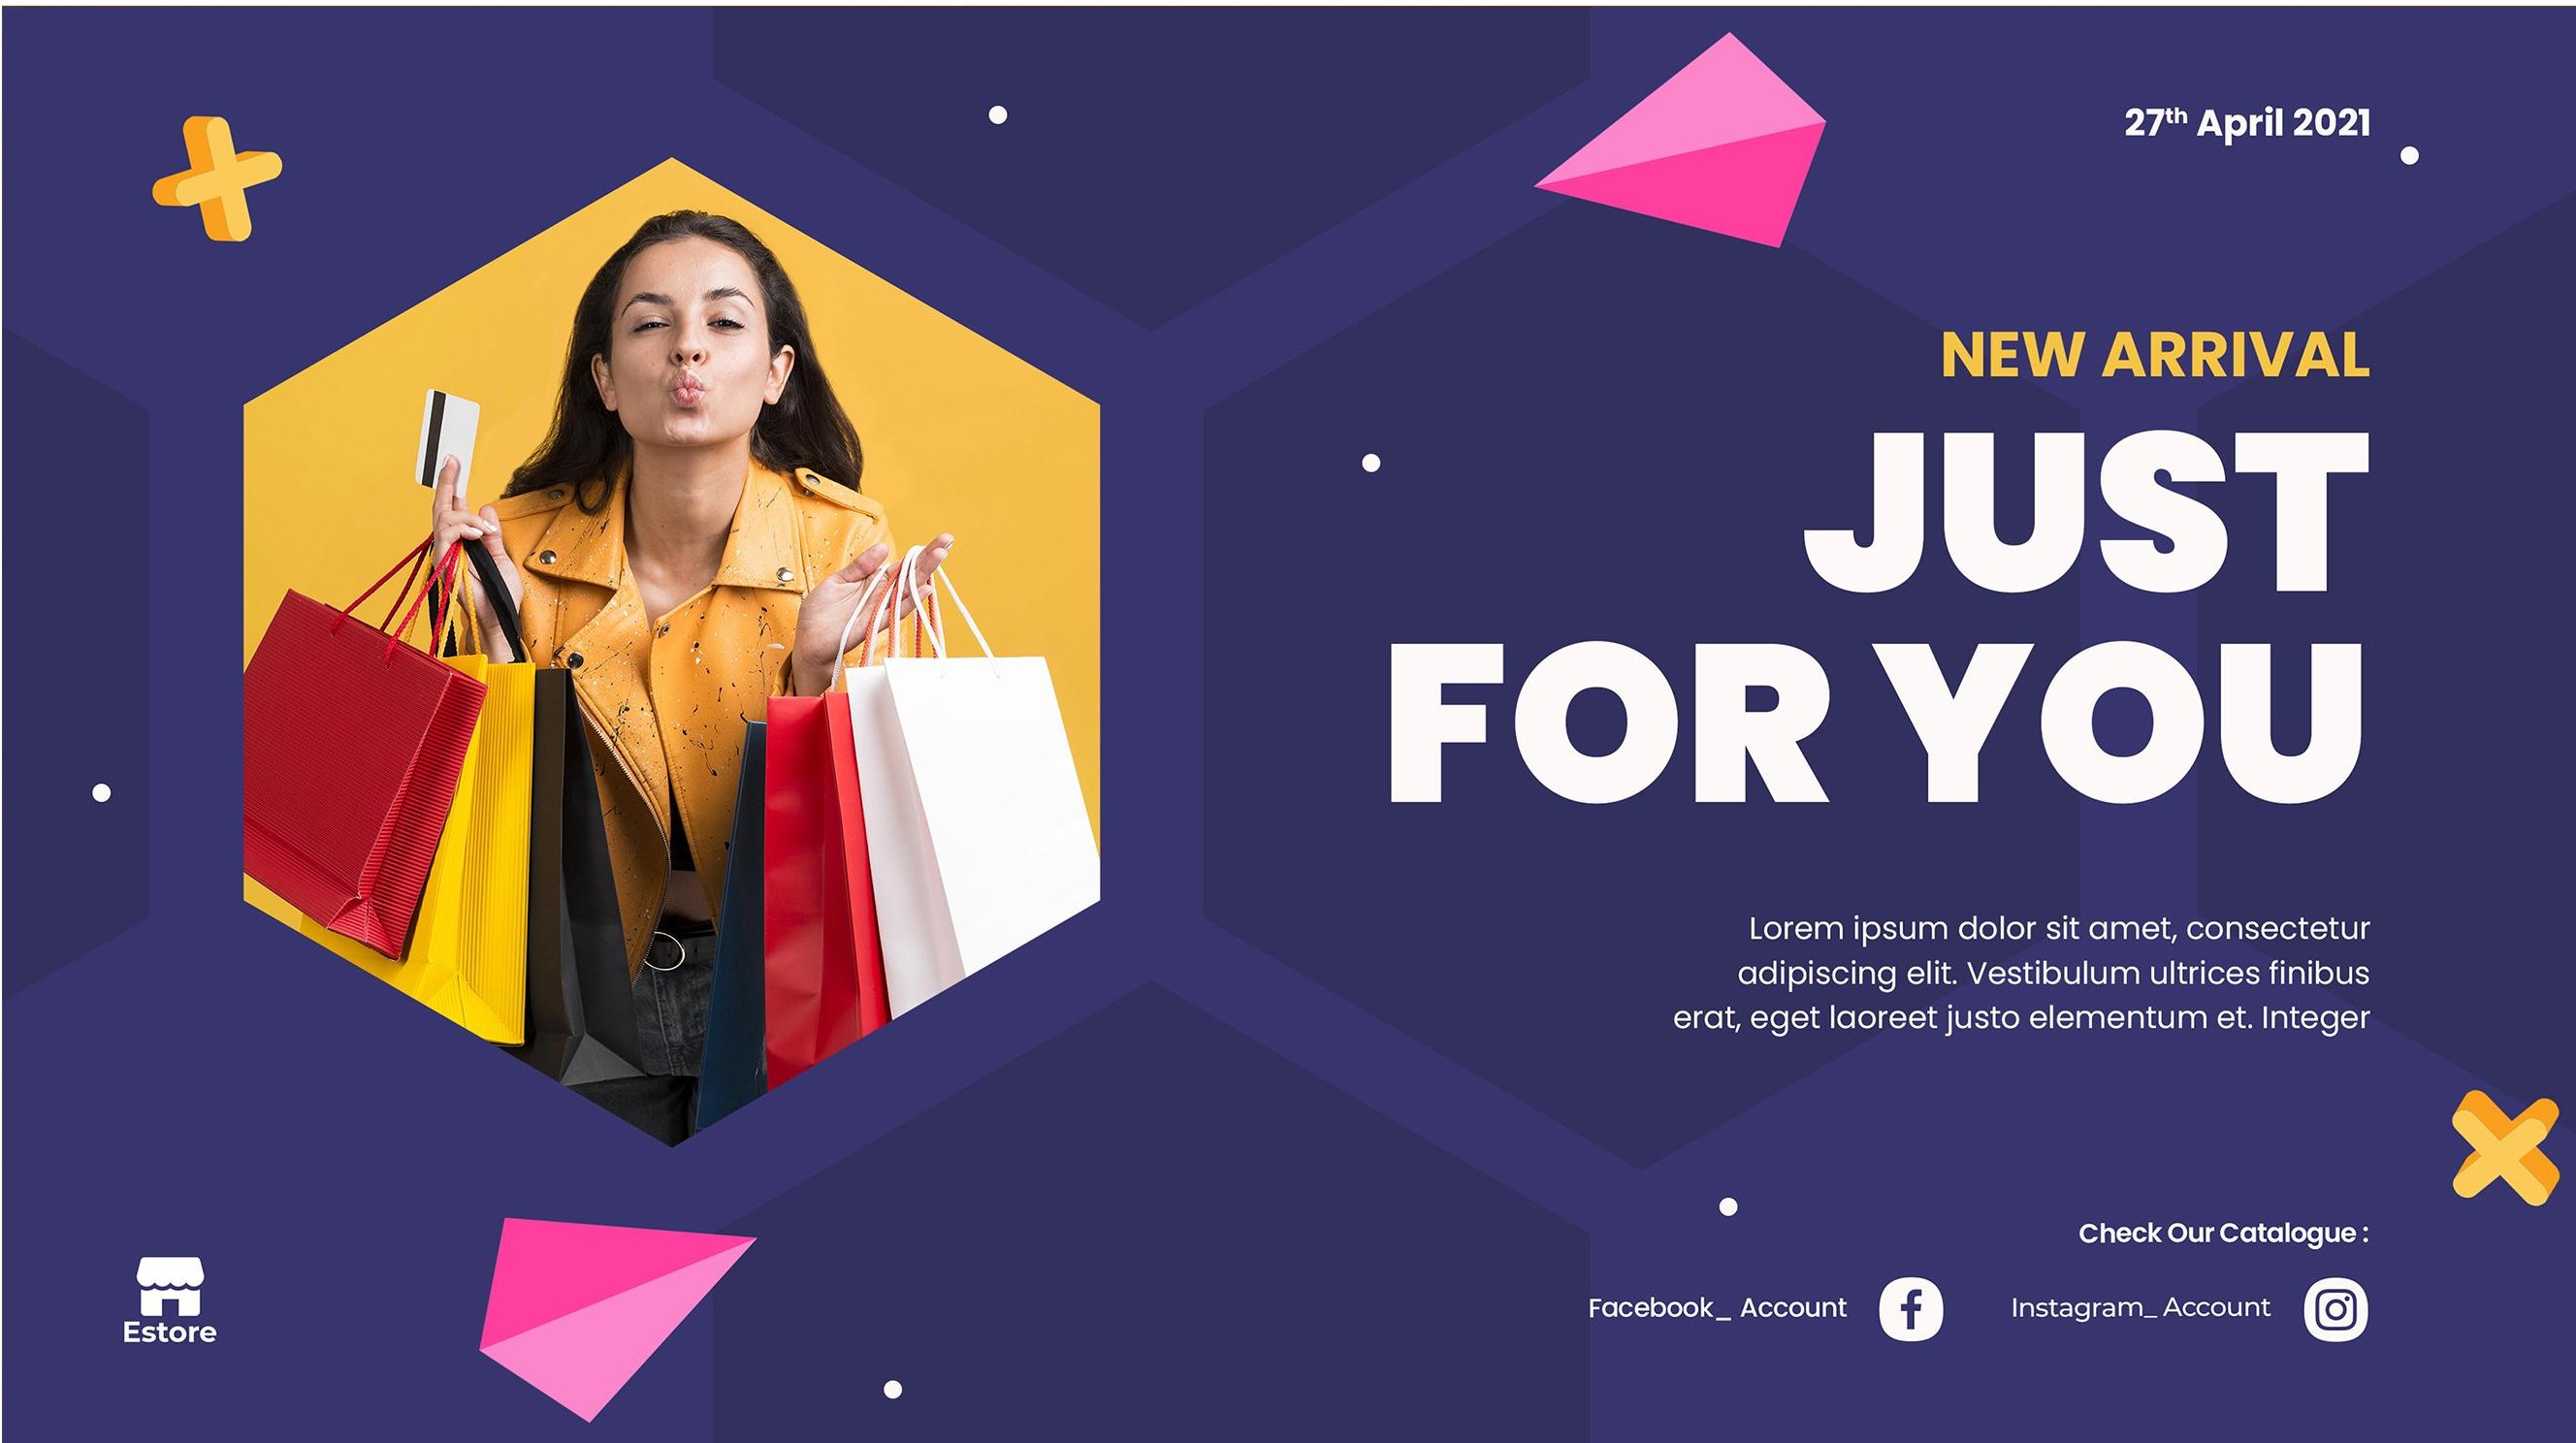 27th April 2021
NEW ARRIVAL
JUST
FOR YOU
Lorem ipsum dolor sit amet, consectetur
adipiscing elit. Vestibulum ultrices finibus
erat, eget laoreet justo elementum et. Integer
Check Our Catalogue :
Facebook_ Account
Instagram_ Account
Estore